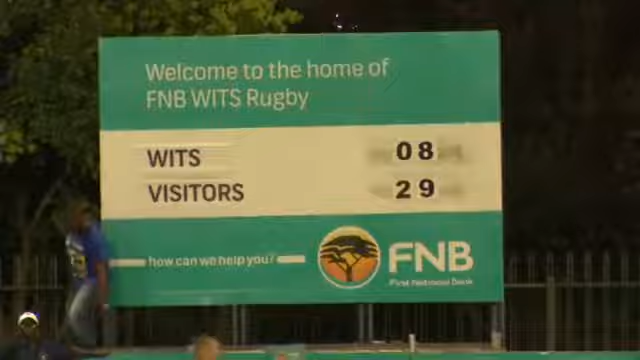 Welcome to the home of
FNB WITS Rugby
WITS 08
VISITORS 29
how can we help you?
FNB
First National Bank